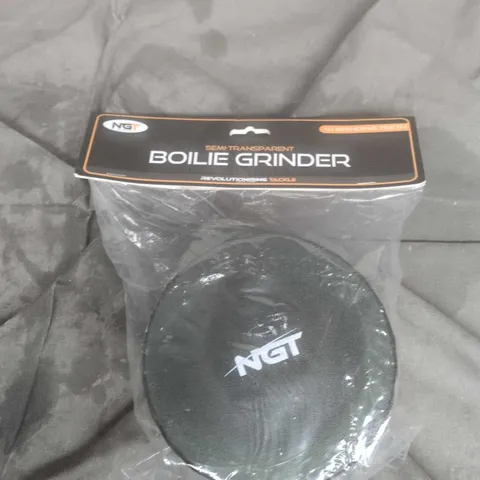 NGT
SEMI-TRANSPARENT
BOILIE GRINDER
REVOLUTIONISING TACKLE
NGT